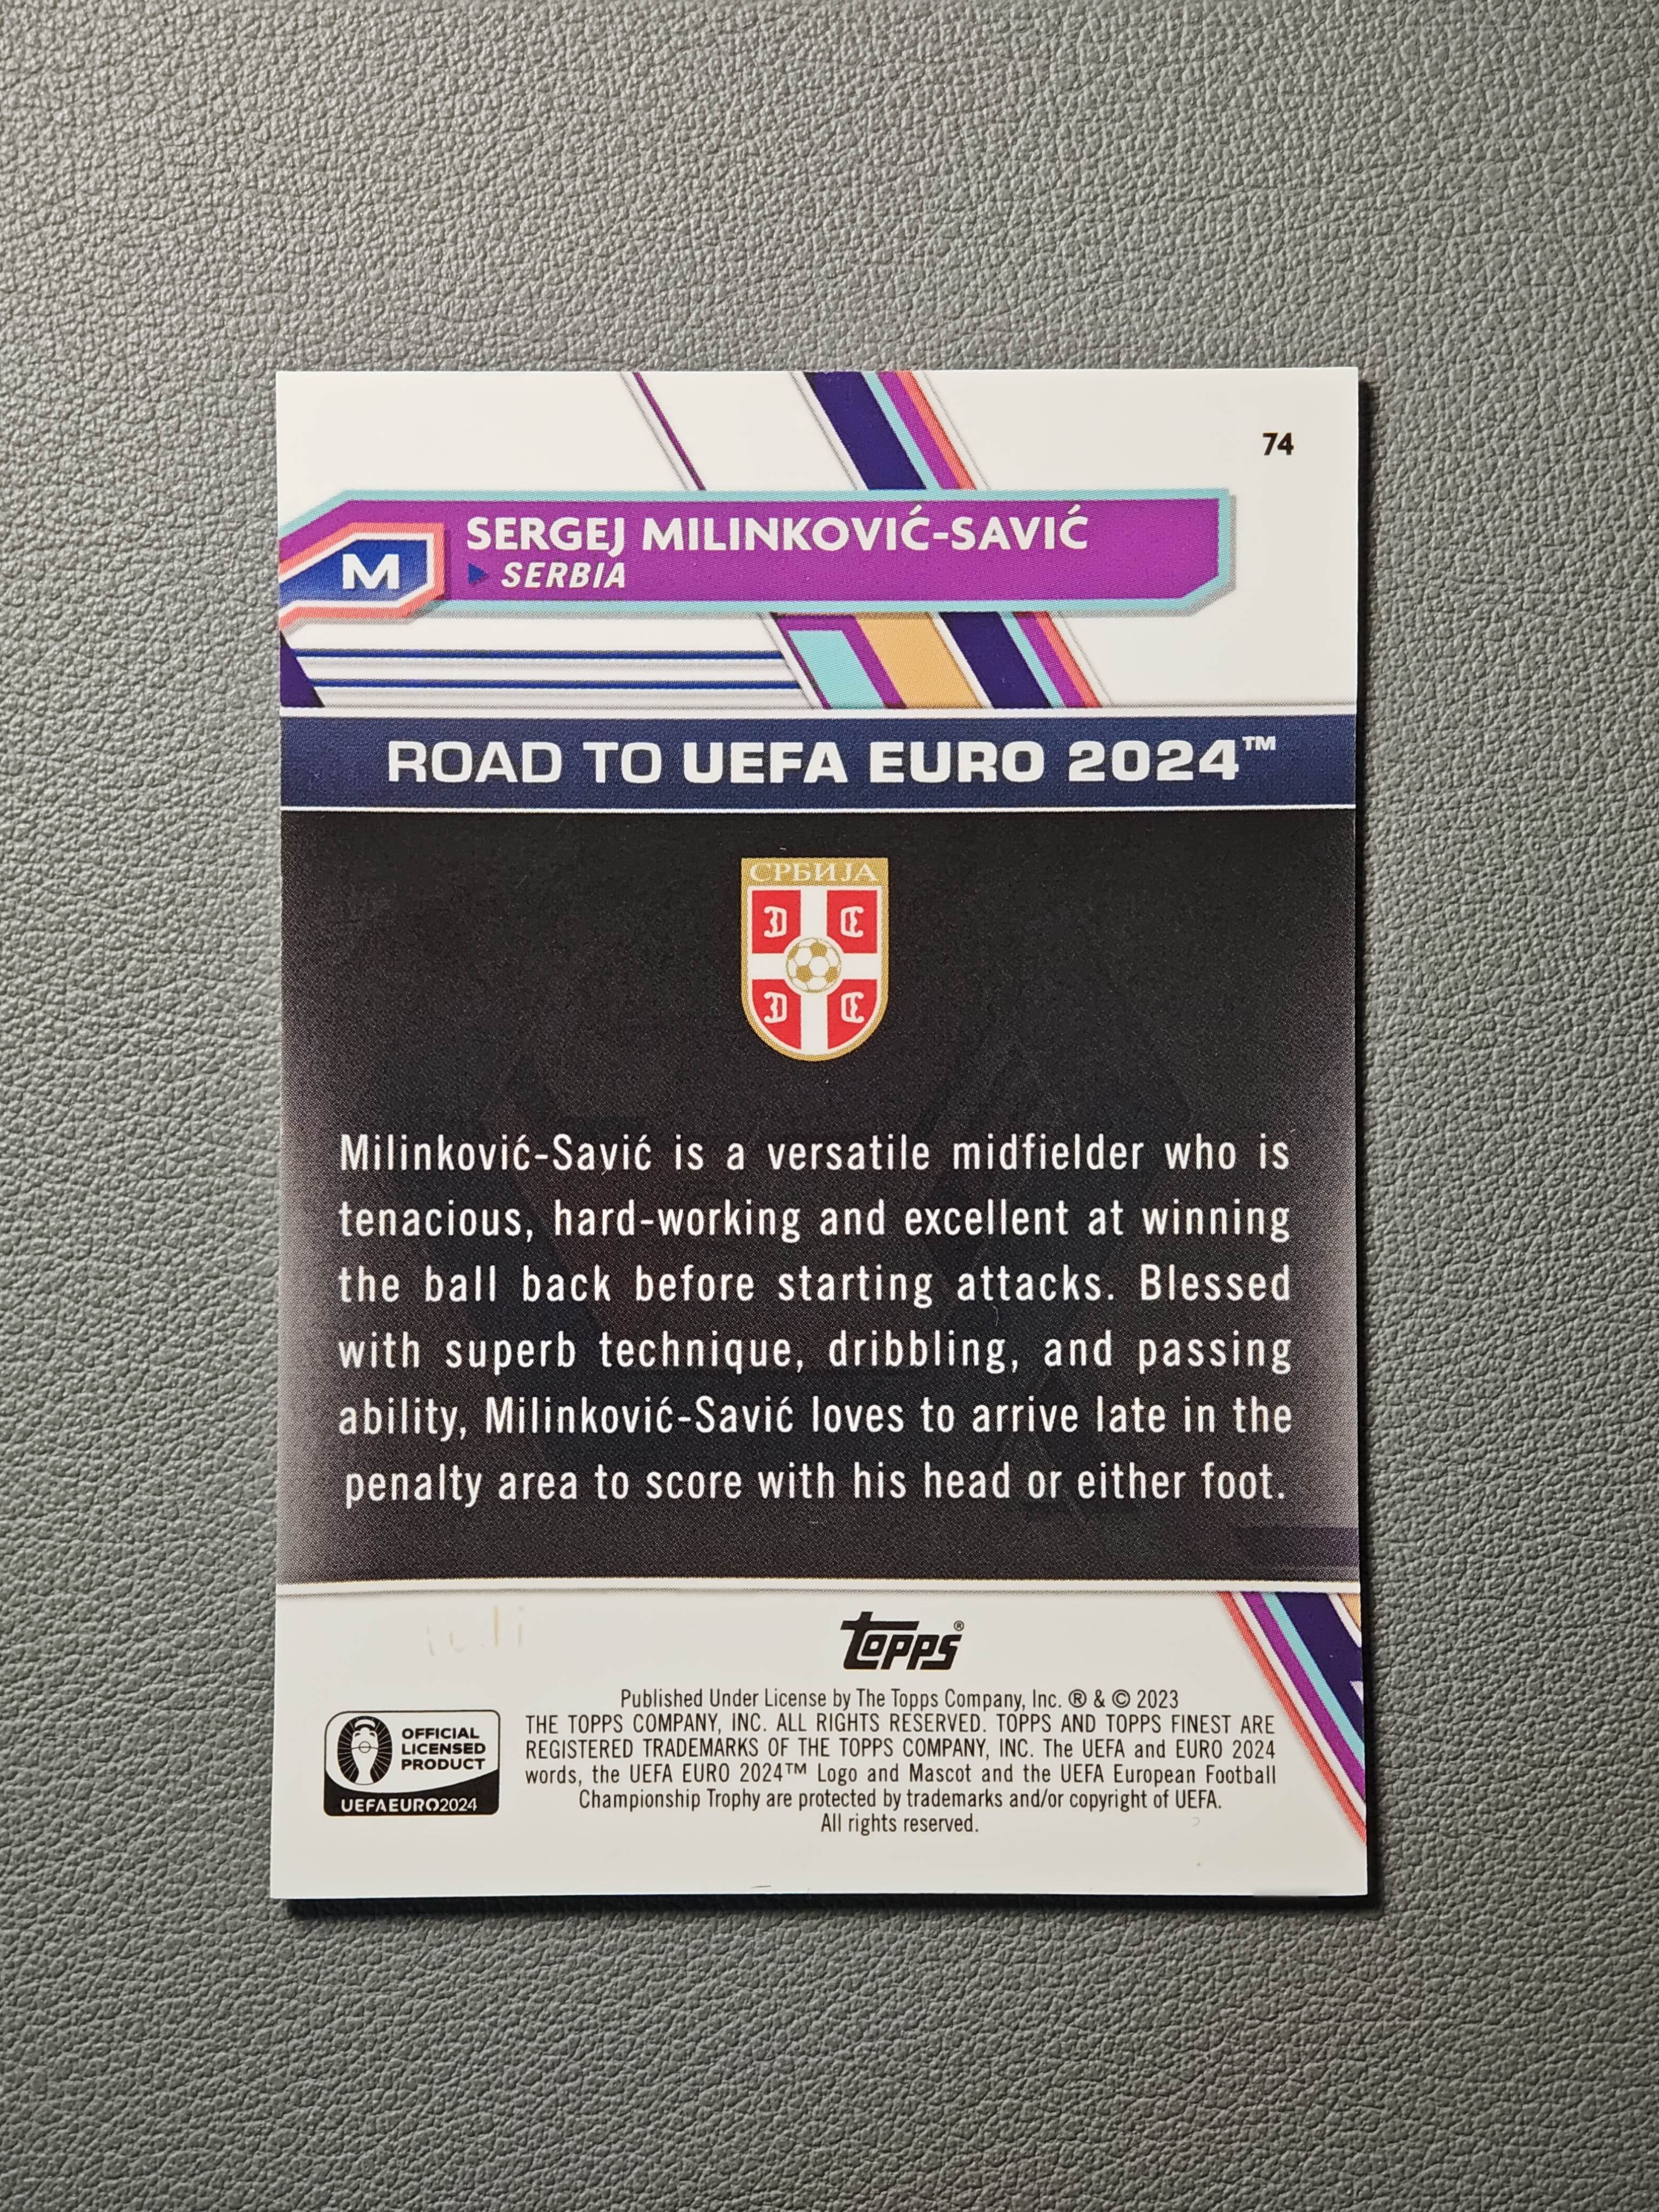 74
SERGEJ MILINKOVIĆ-SAVIĆ
M
SERBIA
ROAD TO UEFA EURO 2024™
СРБИЈА
Milinković-Savić is a versatile midfielder who is
tenacious, hard-working and excellent at winning
the ball back before starting attacks. Blessed
with superb technique, dribbling, and passing
ability, Milinković-Savić loves to arrive late in the
penalty area to score with his head or either foot.
topps®
Published Under License by The Topps Company, Inc. ® & © 2023
THE TOPPS COMPANY, INC. ALL RIGHTS RESERVED. TOPPS AND TOPPS FINEST ARE
REGISTERED TRADEMARKS OF THE TOPPS COMPANY, INC. The UEFA and EURO 2024
words, the UEFA EURO 2024™ Logo and Mascot and the UEFA European Football
Championship Trophy are protected by trademarks and/or copyright of UEFA.
All rights reserved.
OFFICIAL
LICENSED
PRODUCT
UEFAEURO2024